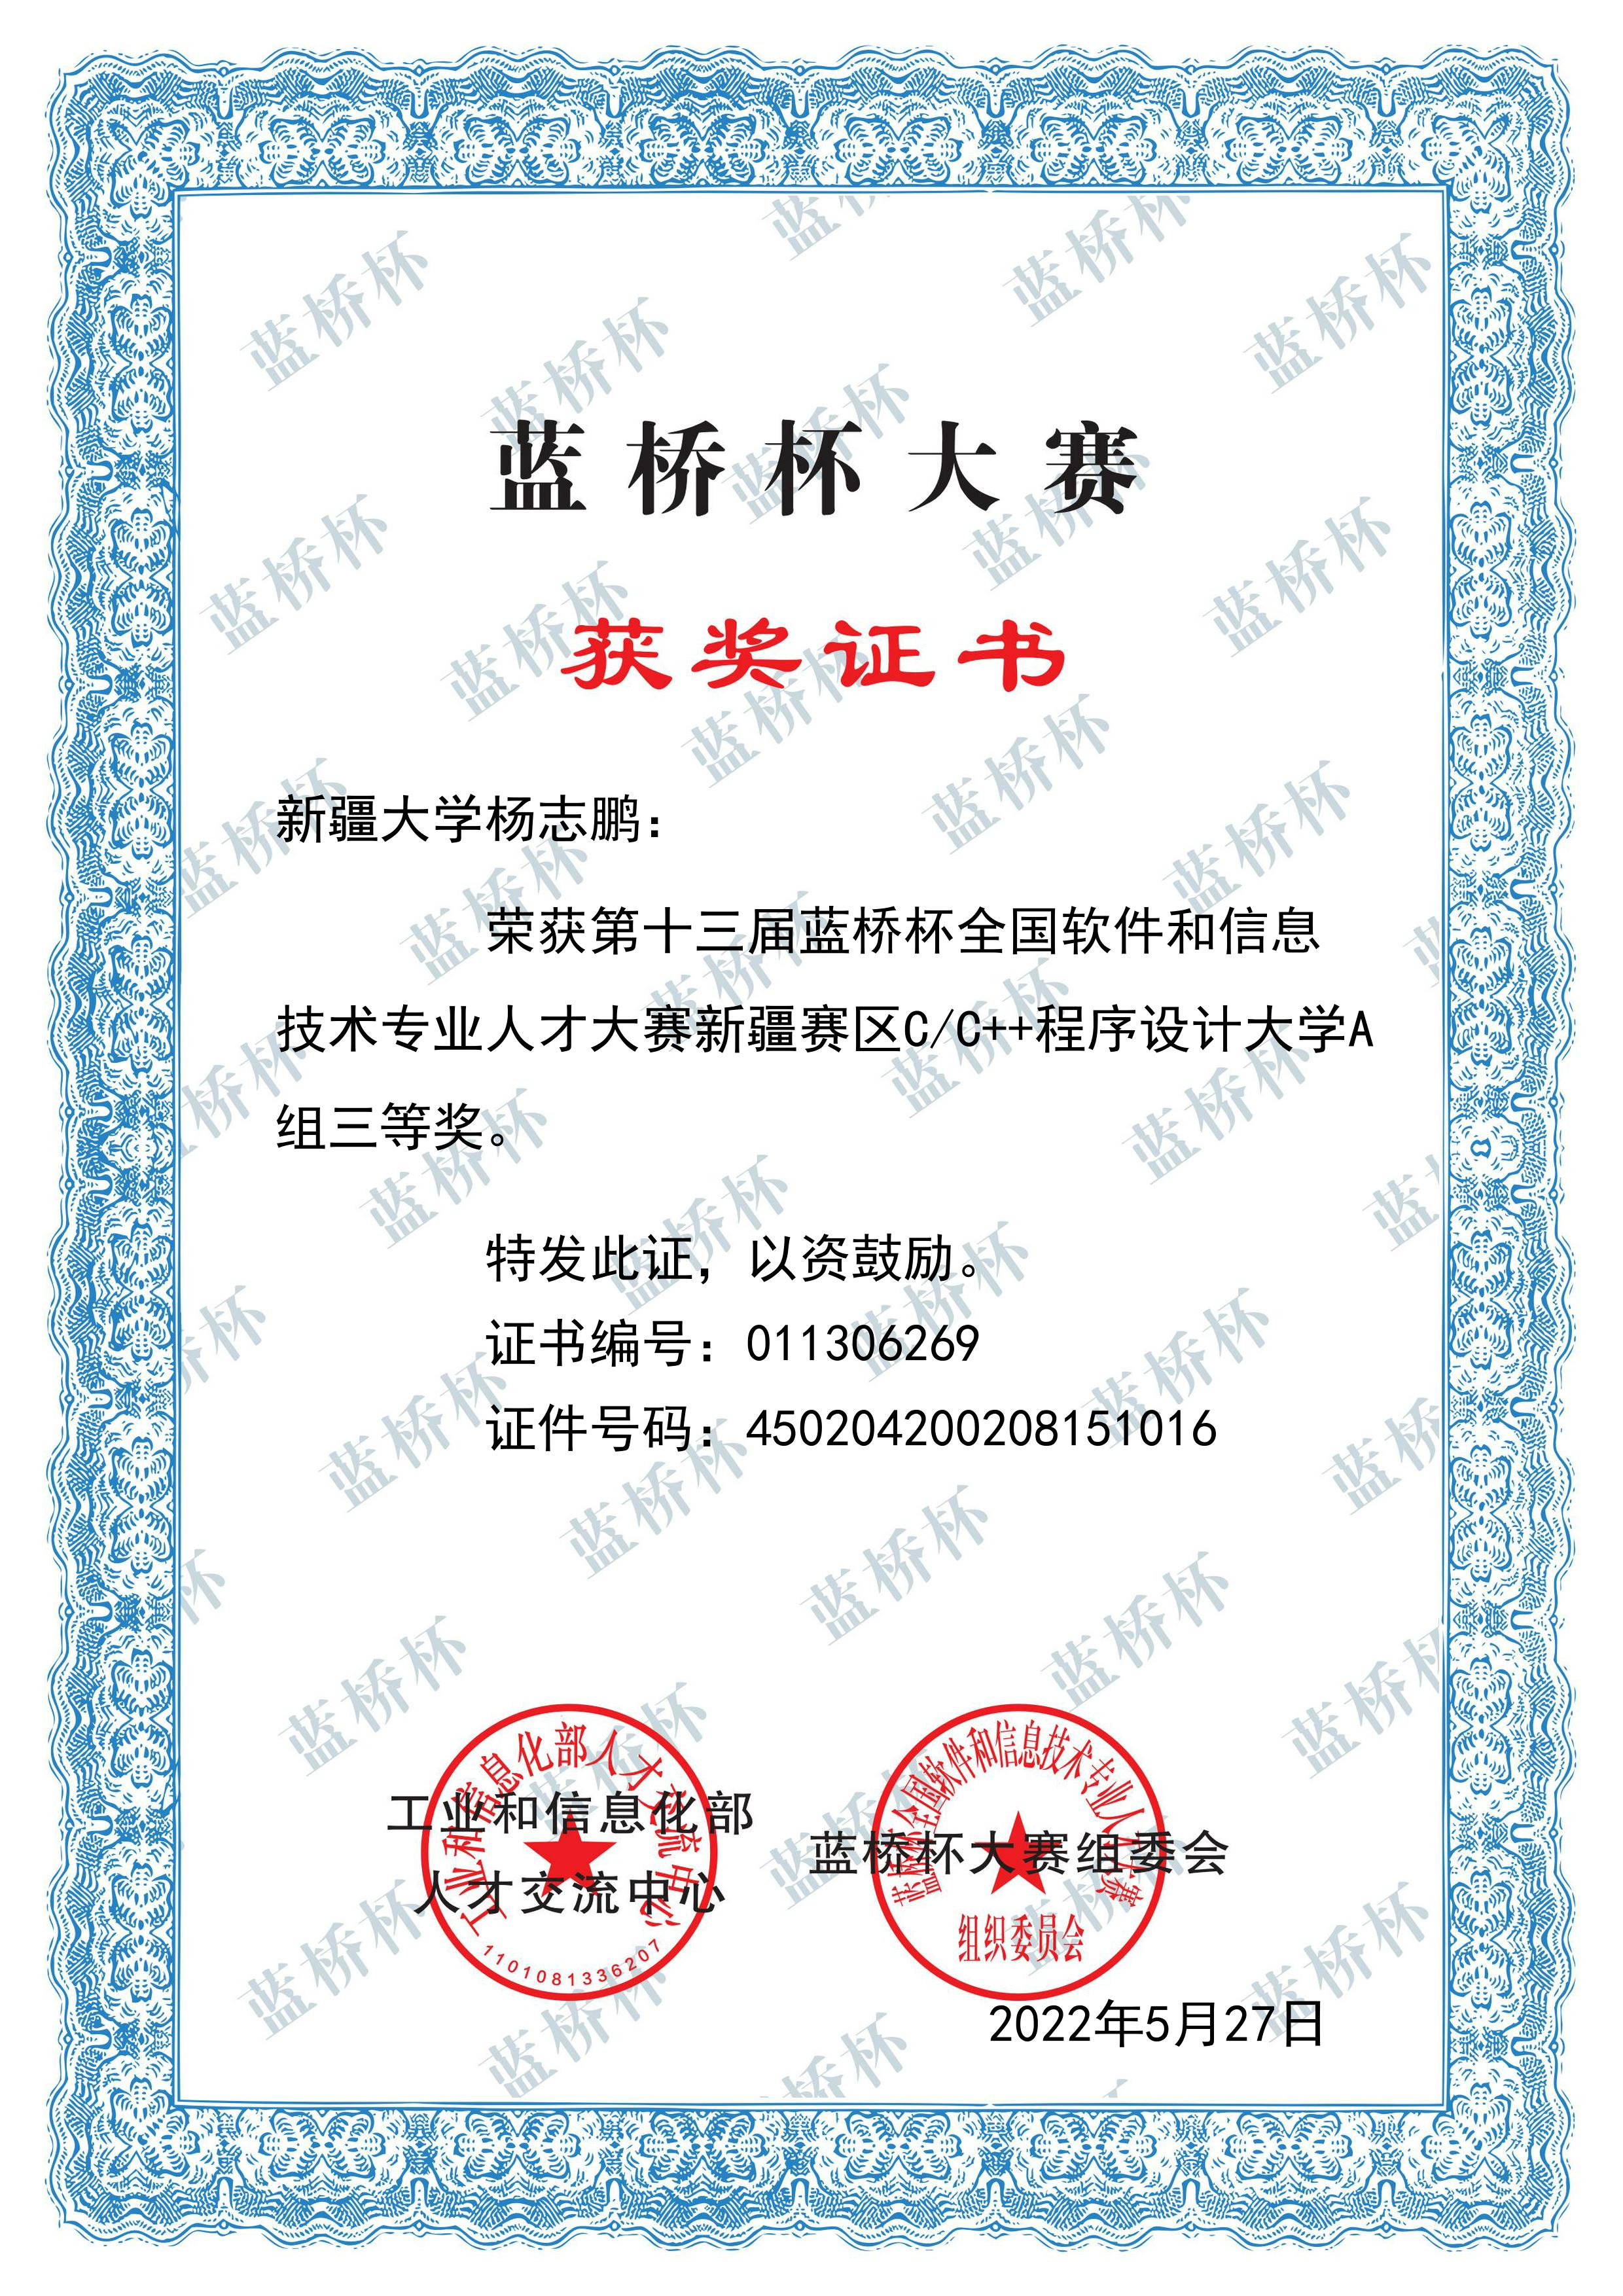 蓝桥杯大赛
获奖证书
新疆大学杨志鹏：
荣获第十三届蓝桥杯全国软件和信息
技术专业人才大赛新疆赛区C/C++程序设计大学A
组三等奖。
特发此证，以资鼓励。
证书编号：011306269
证件号码：450204200208151016
工业和信息化部人才交流中心
工业和信息化部
人才交流中心
1101081336207
蓝桥杯全国软件和信息技术专业人才大赛
蓝桥杯大赛组委会
组织委员会
2022年5月27日
蓝桥杯